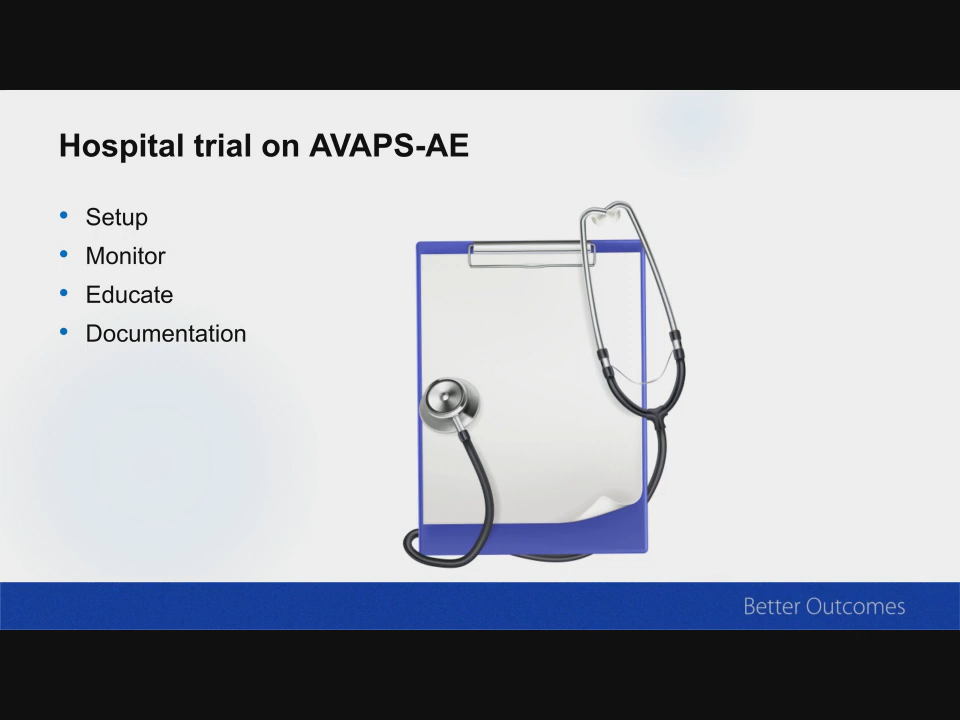 Hospital trial on AVAPS-AE
• Setup
• Monitor
• Educate
• Documentation
Better Outcomes